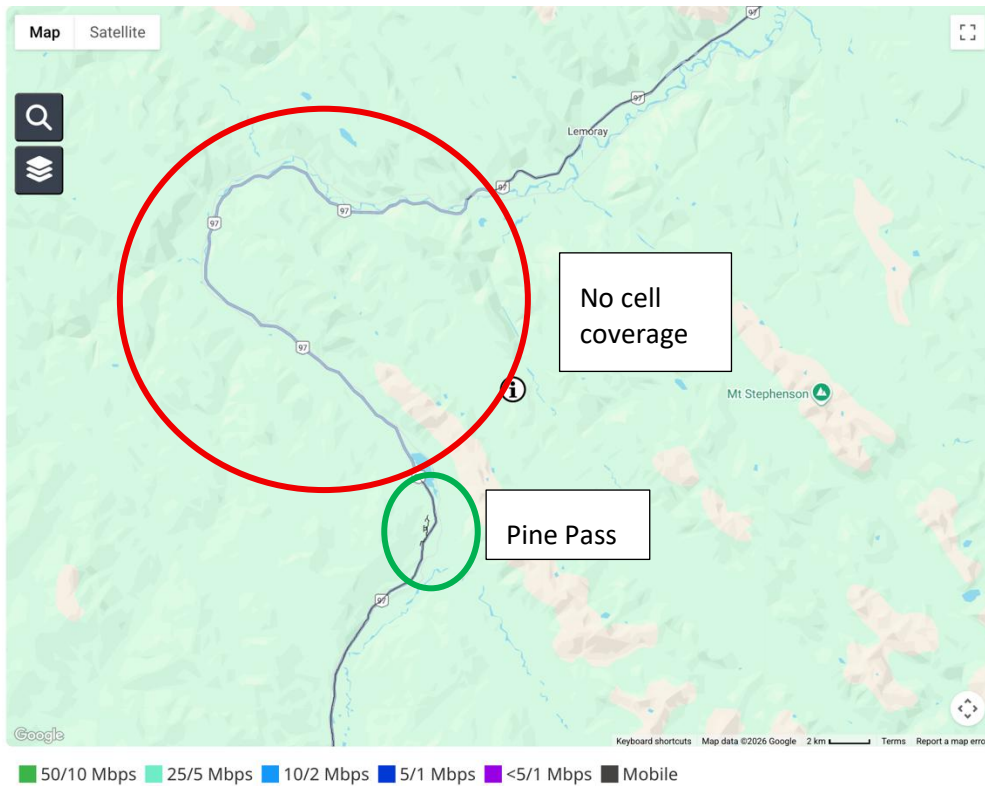 Map Satellite
97
97
Lemoray
97
97
97
No cell
coverage
97
Mt Stephenson
Pine Pass
97
Google
Keyboard shortcuts Map data ©2026 Google 2 km Terms Report a map erro
50/10 Mbps 25/5 Mbps 10/2 Mbps 5/1 Mbps <5/1 Mbps Mobile